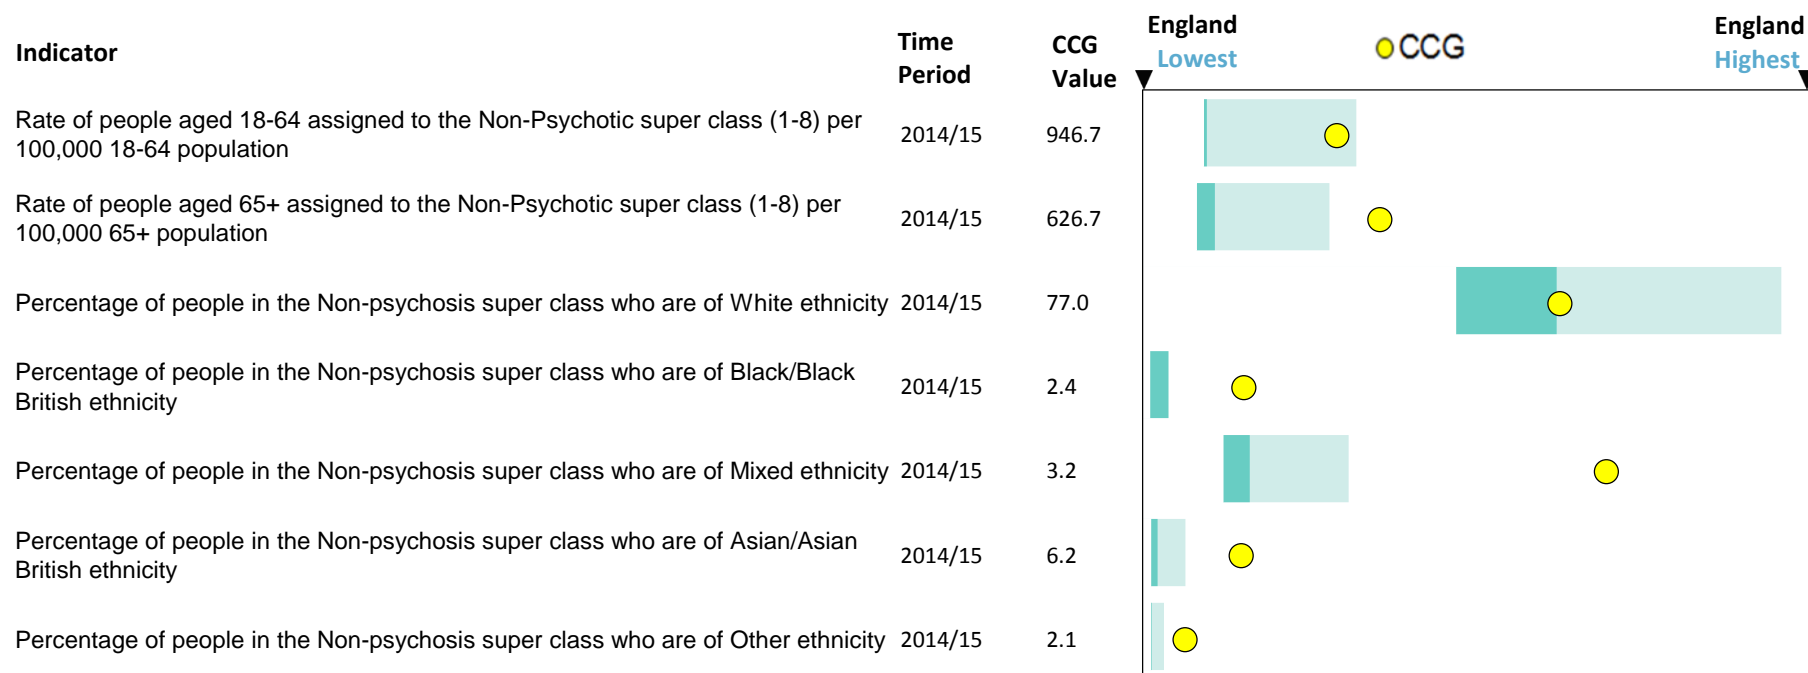 Indicator
Time
Period
CCG
Value
England
Lowest
CCG
England
Highest
Rate of people aged 18-64 assigned to the Non-Psychotic super class (1-8) per
100,000 18-64 population
2014/15
946.7
Rate of people aged 65+ assigned to the Non-Psychotic super class (1-8) per
100,000 65+ population
2014/15
626.7
Percentage of people in the Non-psychosis super class who are of White ethnicity
2014/15
77.0
Percentage of people in the Non-psychosis super class who are of Black/Black
British ethnicity
2014/15
2.4
Percentage of people in the Non-psychosis super class who are of Mixed ethnicity
2014/15
3.2
Percentage of people in the Non-psychosis super class who are of Asian/Asian
British ethnicity
2014/15
6.2
Percentage of people in the Non-psychosis super class who are of Other ethnicity
2014/15
2.1